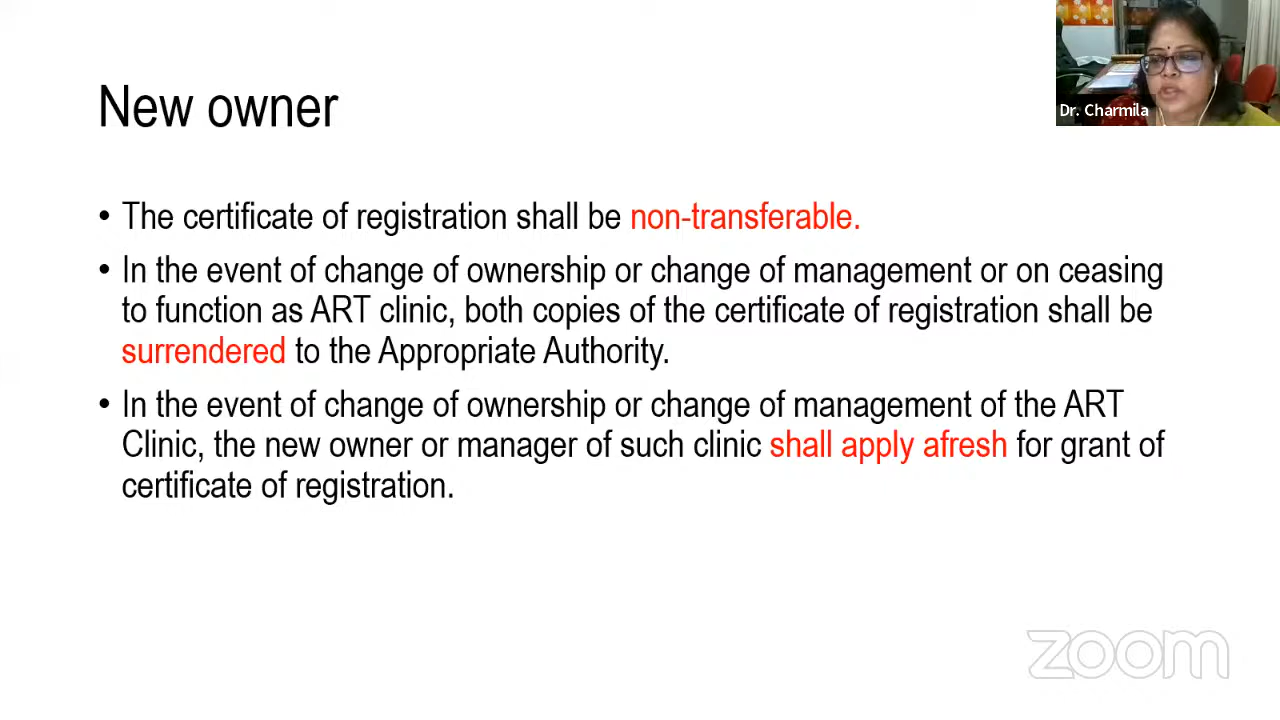 New owner
Dr. Charmila
• The certificate of registration shall be non-transferable.
• In the event of change of ownership or change of management or on ceasing
to function as ART clinic, both copies of the certificate of registration shall be
surrendered to the Appropriate Authority.
• In the event of change of ownership or change of management of the ART
Clinic, the new owner or manager of such clinic shall apply afresh for grant of
certificate of registration.
zoom